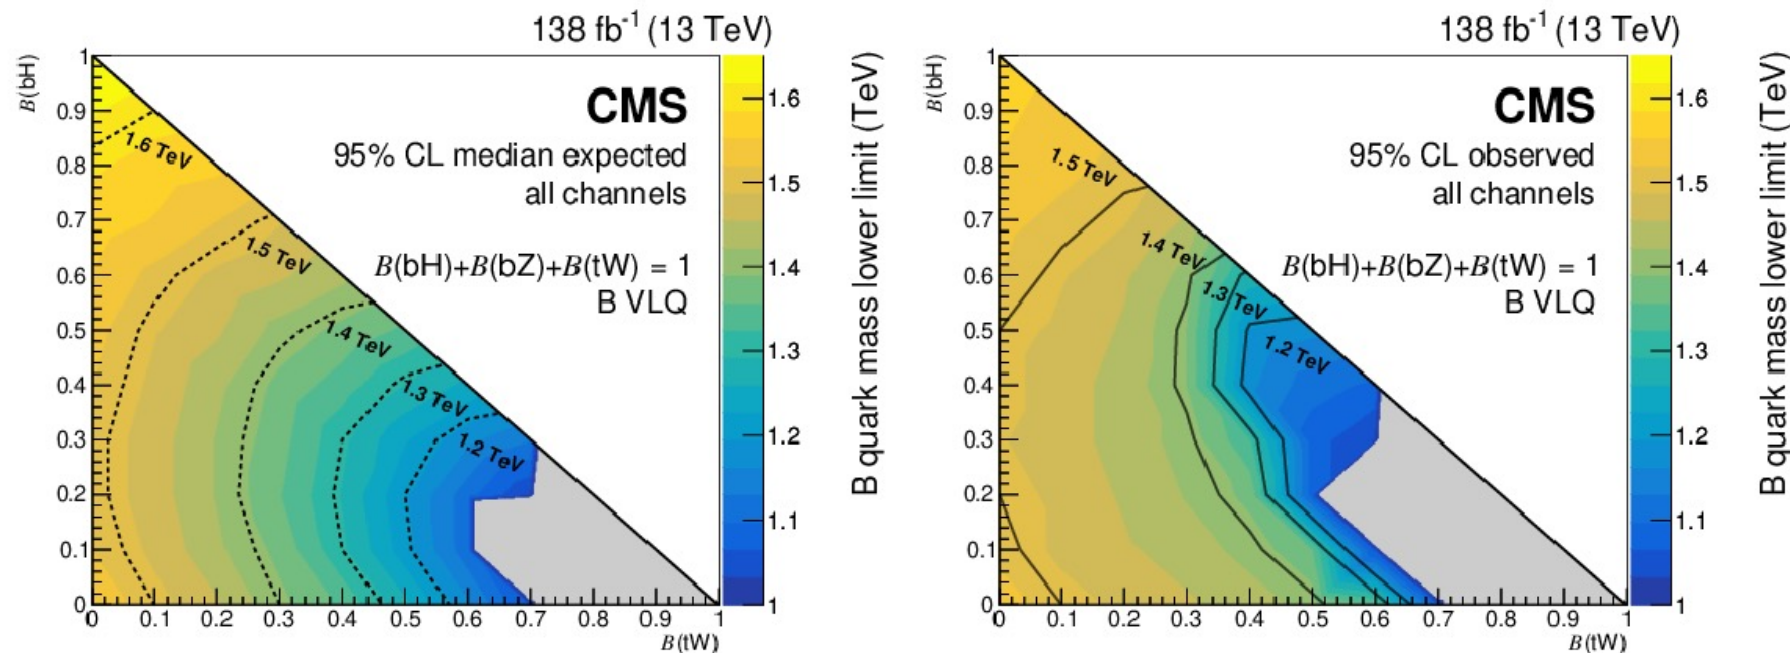 138 fb-1 (13 TeV)
B(bH)
1
0.9
0.8
0.7
0.6
0.5
0.4
0.3
0.2
0.1
0
CMS
95% CL median expected
all channels
B(bH)+B(bZ)+B(tW) = 1
B VLQ
1.6 TeV
1.5 TeV
1.4 TeV
1.3 TeV
1.2 TeV
0 0.1 0.2 0.3 0.4 0.5 0.6 0.7 0.8 0.9 1
B(tW)
1.6
1.5
1.4
1.3
1.2
1.1
1
B quark mass lower limit (TeV)
138 fb-1 (13 TeV)
B(bH)
1
0.9
0.8
0.7
0.6
0.5
0.4
0.3
0.2
0.1
0
CMS
95% CL observed
all channels
B(bH)+B(bZ)+B(tW) = 1
B VLQ
1.5 TeV
1.4 TeV
1.3 TeV
1.2 TeV
0 0.1 0.2 0.3 0.4 0.5 0.6 0.7 0.8 0.9 1
B(tW)
1.6
1.5
1.4
1.3
1.2
1.1
1
B quark mass lower limit (TeV)